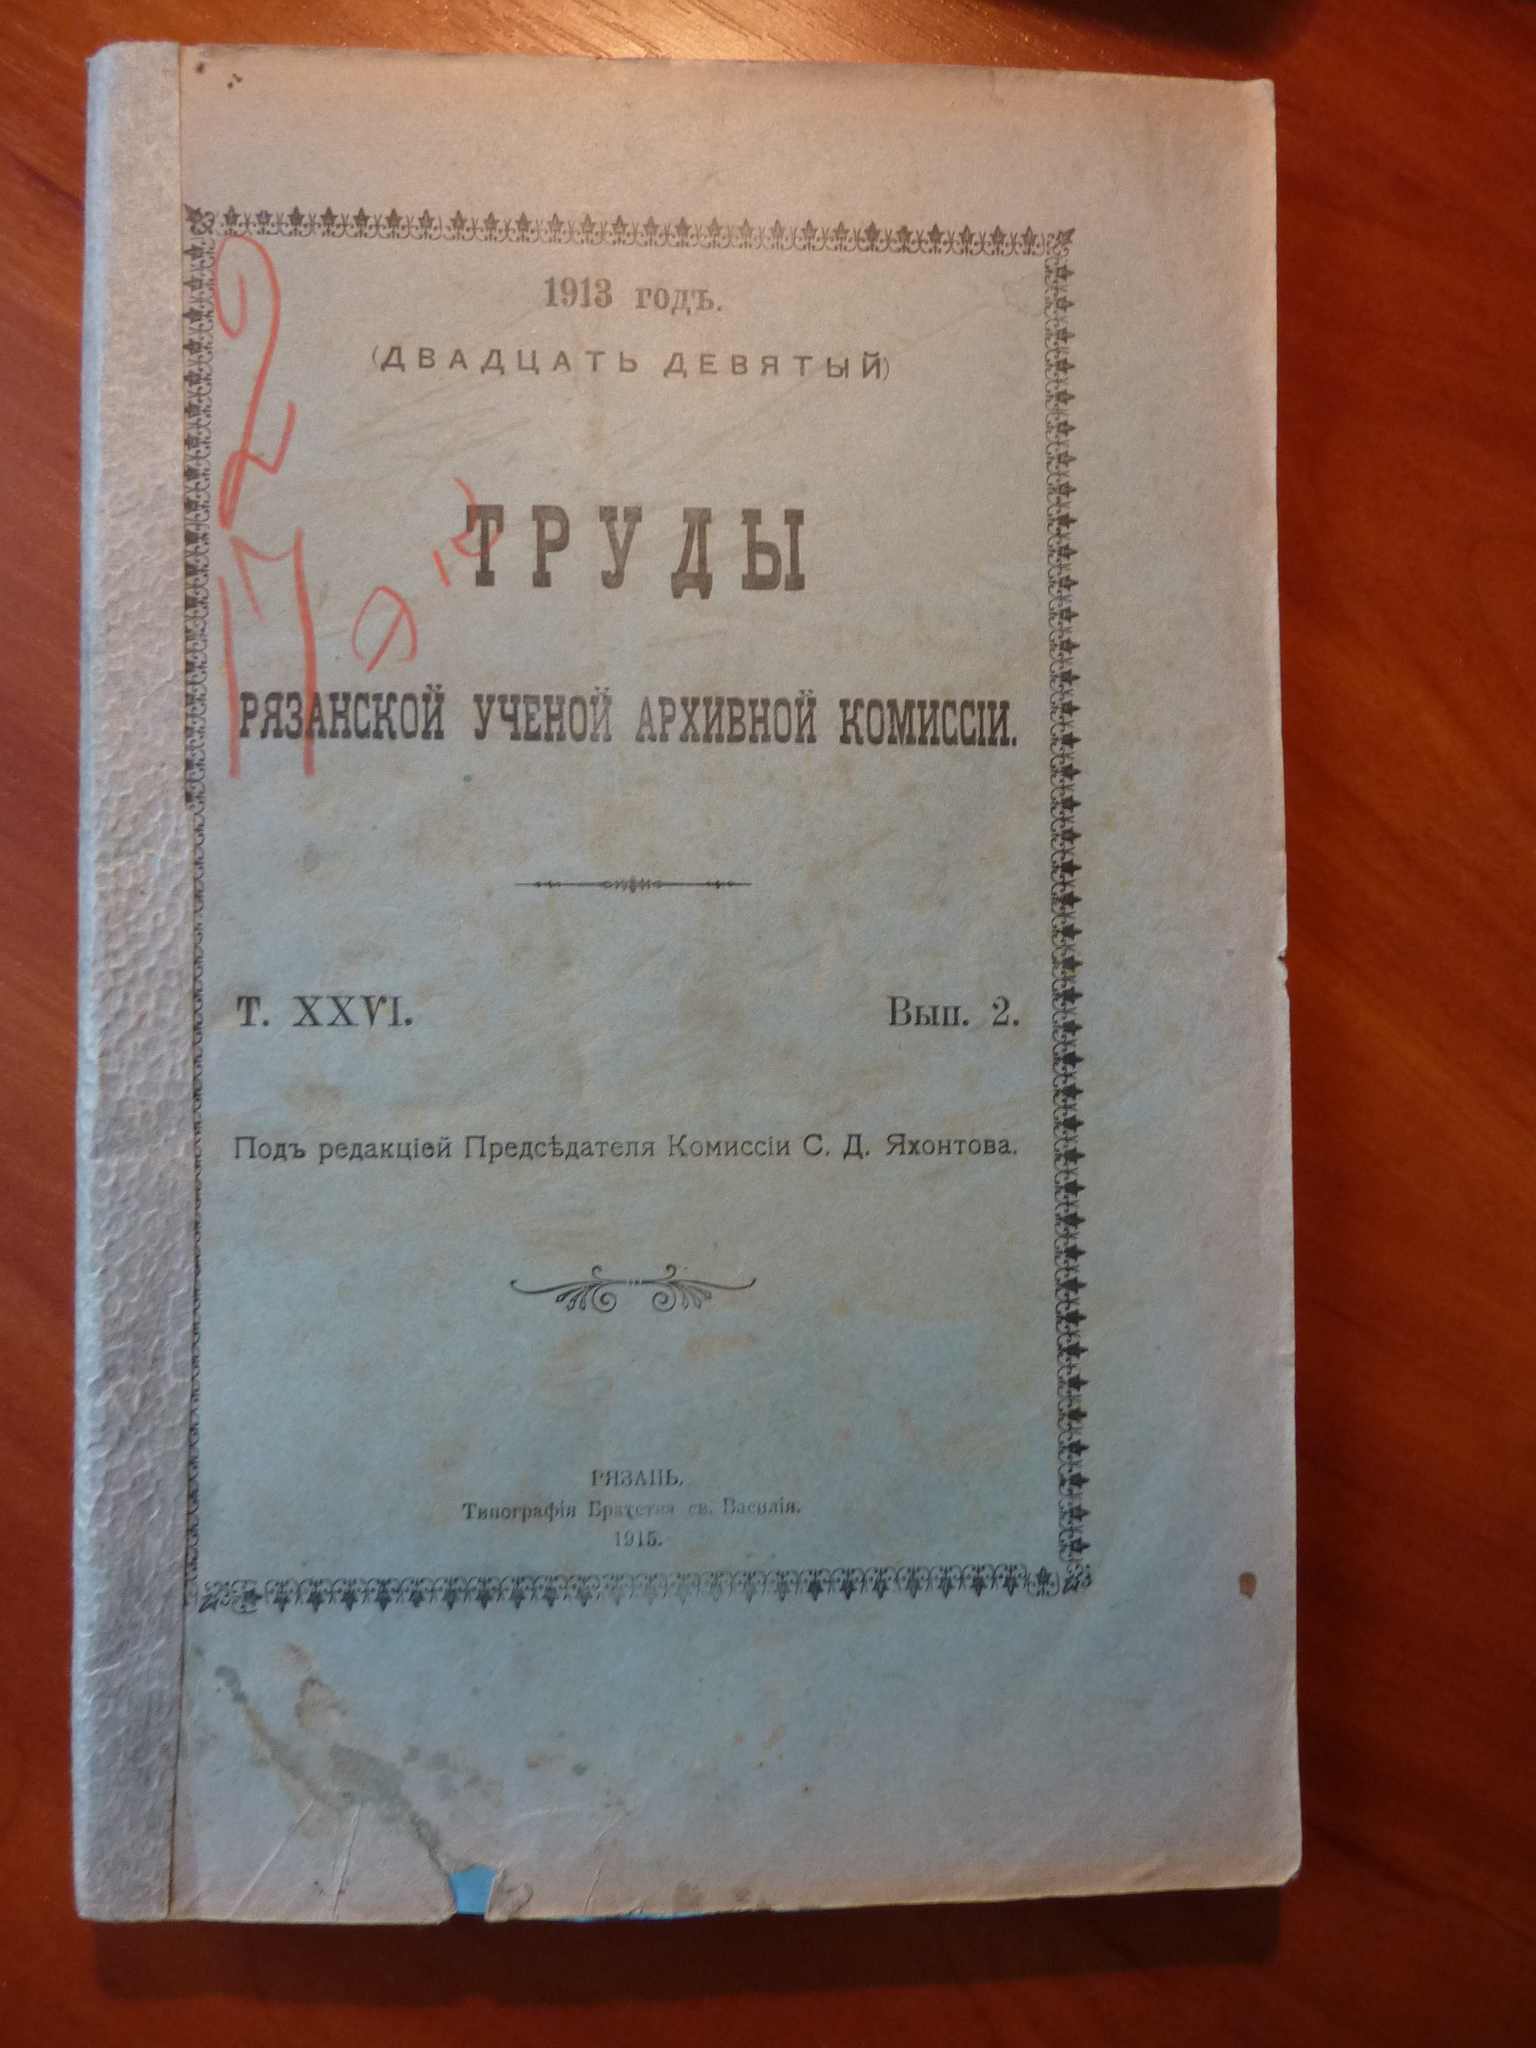 1913 годъ.
(ДВАДЦАТЬ ДЕВЯТЫЙ)
ТРУДЫ
РЯЗАНСКОЙ УЧЕНОЙ АРХИВНОЙ КОМИССІИ.
Т. XXVI. Вып. 2.
Подъ редакціей Предсѣдателя Комиссіи С. Д. Яхонтова.
РЯЗАНЬ.
Типографія Братства св. Василія.
1915.